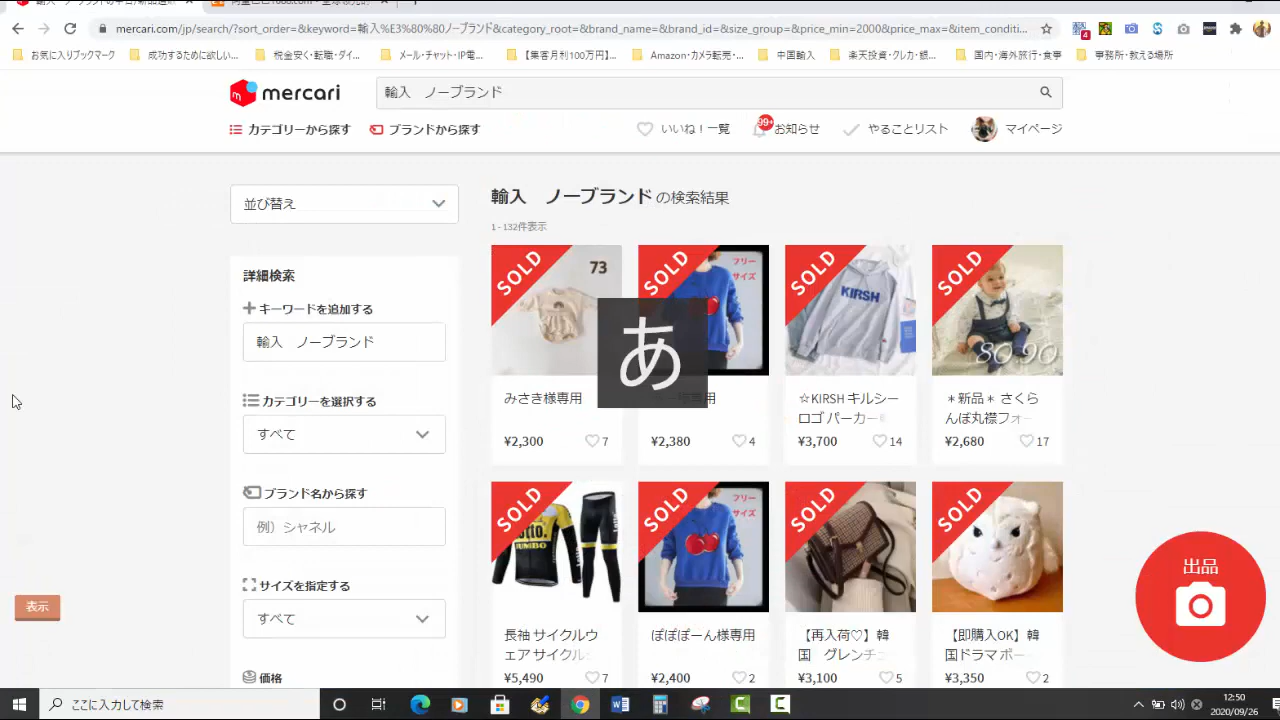 mercari.com/jp/search/?sort_order=&keyword=輸入%E3%80%80ノーブランド&category_root=&brand_name=&brand_id=&size_group=&price_min=2000&price_max=&item_conditi...
4
お気に入りブックマーク
成功するために欲しい...
税金安く・転職・ダイ...
メール・チャット・IP電...
【集客月利100万円】...
Amazon・カメラ転売・...
中国輸入
楽天投資・クレカ・銀...
国内・海外旅行・食事
事務所・教える場所
mercari
輸入　ノーブランド
カテゴリーから探す
ブランドから探す
いいね！一覧
99+
お知らせ
やることリスト
マイページ
並び替え
輸入　ノーブランド の検索結果
1 - 132件表示
詳細検索
キーワードを追加する
輸入　ノーブランド
カテゴリーを選択する
すべて
ブランド名から探す
例）シャネル
サイズを指定する
すべて
価格
表示
SOLD
73
みさき様専用
¥2,300
7
SOLD
フリー
サイズ
専用
¥2,380
4
あ
SOLD
KIRSH
☆KIRSH キルシー
ロゴ パーカー
¥3,700
14
SOLD
80.90
＊新品＊ さくら
んぼ丸襟フォー
¥2,680
17
SOLD
JUMBO
長袖 サイクルウ
ェア サイクル
¥5,490
7
SOLD
フリー
サイズ
ぽぽぽーん様専用
¥2,400
2
SOLD
【再入荷♡】韓
国　グレンチェ
¥3,100
5
SOLD
【即購入OK】韓
国ドラマ ボー
¥3,350
2
出品
ここに入力して検索
12:50
2020/09/26